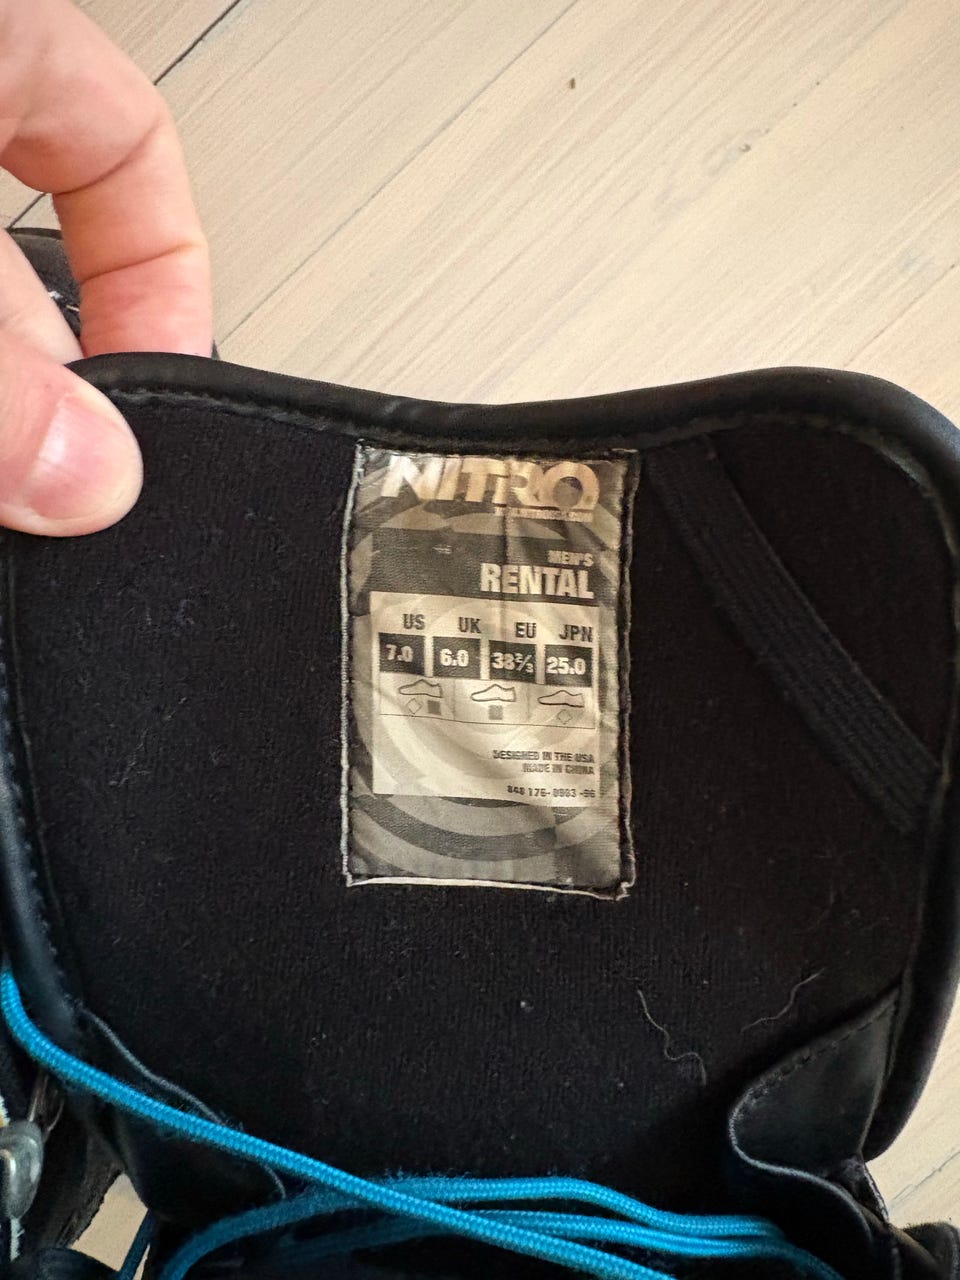 NITRO
MEN'S
RENTAL
US UK EU JPN
7.0 6.0 38⅔ 25.0
DESIGNED IN THE USA
MADE IN CHINA